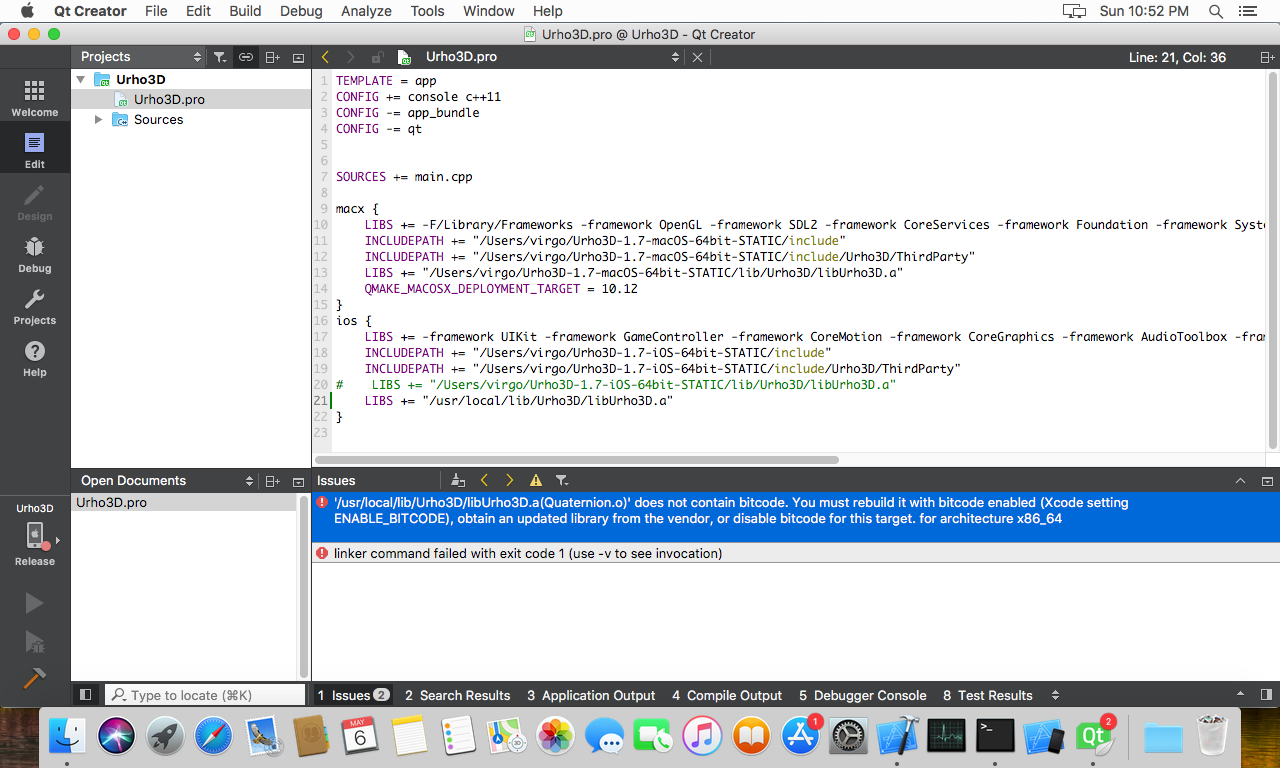 Qt Creator File Edit Build Debug Analyze Tools Window Help Sun 10:52 PM
Urho3D.pro @ Urho3D - Qt Creator
Projects
Urho3D.pro
Line: 21, Col: 36
Welcome
Edit
Design
Debug
Projects
Help
Urho3D
Urho3D.pro
Sources
1 TEMPLATE = app
2 CONFIG += console c++11
3 CONFIG -= app_bundle
4 CONFIG -= qt
5
6
7 SOURCES += main.cpp
8
9 macx {
10 LIBS += -F/Library/Frameworks -framework OpenGL -framework SDL2 -framework CoreServices -framework Foundation -framework Syst
11 INCLUDEPATH += "/Users/virgo/Urho3D-1.7-macOS-64bit-STATIC/include"
12 INCLUDEPATH += "/Users/virgo/Urho3D-1.7-macOS-64bit-STATIC/include/Urho3D/ThirdParty"
13 LIBS += "/Users/virgo/Urho3D-1.7-macOS-64bit-STATIC/lib/Urho3D/libUrho3D.a"
14 QMAKE_MACOSX_DEPLOYMENT_TARGET = 10.12
15 }
16 ios {
17 LIBS += -framework UIKit -framework GameController -framework CoreMotion -framework CoreGraphics -framework AudioToolbox -fra
18 INCLUDEPATH += "/Users/virgo/Urho3D-1.7-iOS-64bit-STATIC/include"
19 INCLUDEPATH += "/Users/virgo/Urho3D-1.7-iOS-64bit-STATIC/include/Urho3D/ThirdParty"
20 # LIBS += "/Users/virgo/Urho3D-1.7-iOS-64bit-STATIC/lib/Urho3D/libUrho3D.a"
21 LIBS += "/usr/local/lib/Urho3D/libUrho3D.a"
22 }
23
Open Documents
Urho3D.pro
Urho3D
Release
Issues
'/usr/local/lib/Urho3D/libUrho3D.a(Quaternion.o)' does not contain bitcode. You must rebuild it with bitcode enabled (Xcode setting
ENABLE_BITCODE), obtain an updated library from the vendor, or disable bitcode for this target. for architecture x86_64
linker command failed with exit code 1 (use -v to see invocation)
Type to locate (⌘K)
1 Issues 2 2 Search Results 3 Application Output 4 Compile Output 5 Debugger Console 8 Test Results
MAY
6
3D
1
>_
Qt
2